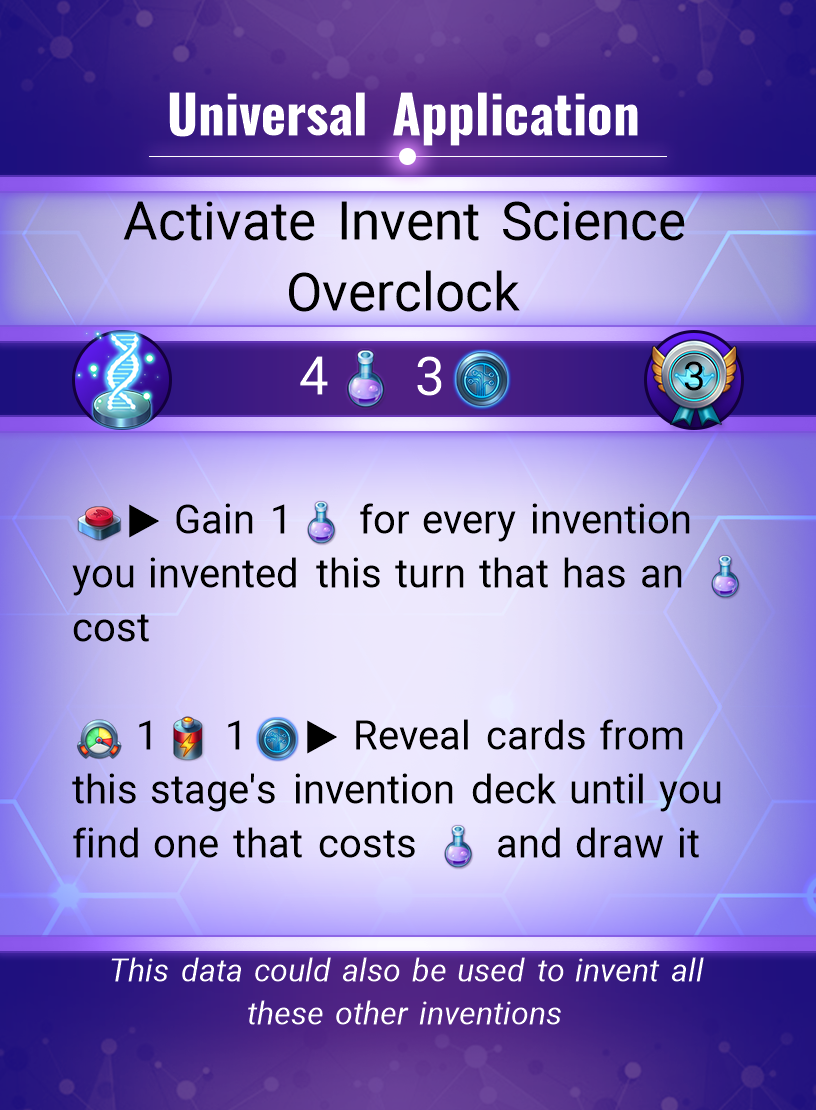 Universal Application
Activate Invent Science
Overclock
4 3
3
▶ Gain 1 for every invention
you invented this turn that has an
cost
1 1 ▶ Reveal cards from
this stage's invention deck until you
find one that costs and draw it
This data could also be used to invent all
these other inventions